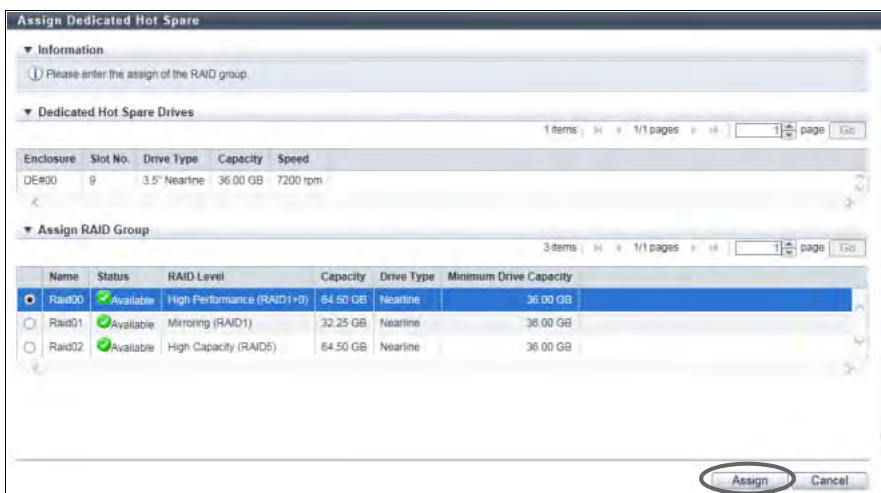 Assign Dedicated Hot Spare
Information
Please enter the assign of the RAID group.
Dedicated Hot Spare Drives
1 items 1/1 pages 1 page Go
Enclosure Slot No. Drive Type Capacity Speed
DE#00 9 3.5" Nearline 36.00 GB 7200 rpm
Assign RAID Group
3 items 1/1 pages 1 page Go
Name Status RAID Level Capacity Drive Type Minimum Drive Capacity
Raid00 Available High Performance (RAID1+0) 64.50 GB Nearline 36.00 GB
Raid01 Available Mirroring (RAID1) 32.25 GB Nearline 36.00 GB
Raid02 Available High Capacity (RAID5) 64.50 GB Nearline 36.00 GB
Assign Cancel